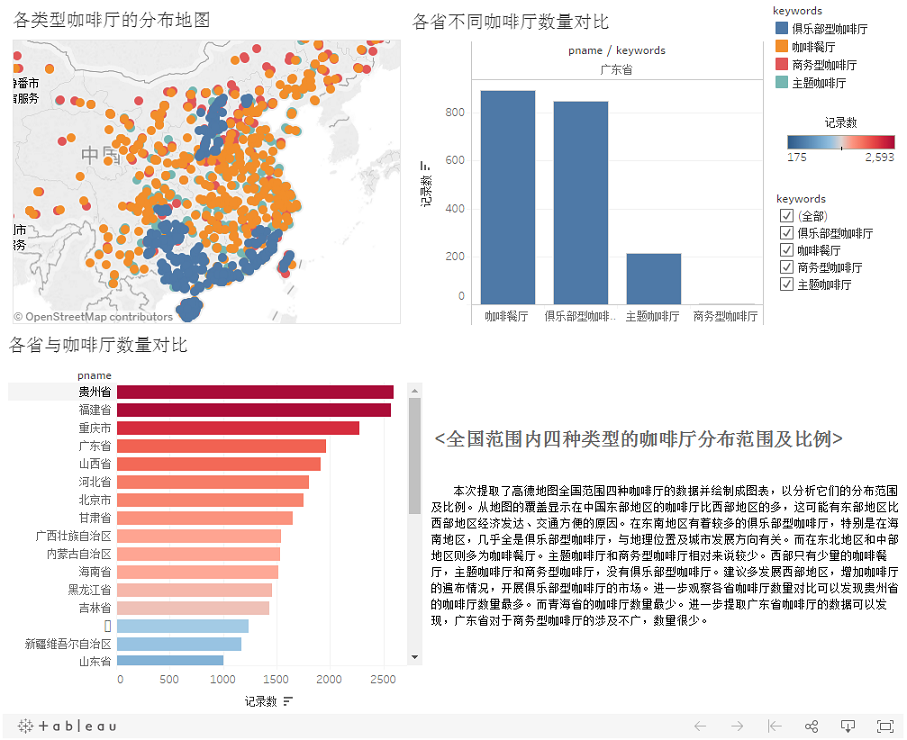 各类型咖啡厅的分布地图
中国
© OpenStreetMap contributors
各省不同咖啡厅数量对比
pname / keywords
广东省
记录数
800
600
400
200
0
咖啡餐厅
俱乐部型咖啡..
主题咖啡厅
商务型咖啡厅
keywords
俱乐部型咖啡厅
咖啡餐厅
商务型咖啡厅
主题咖啡厅
记录数
175
2,593
keywords
(全部)
俱乐部型咖啡厅
咖啡餐厅
商务型咖啡厅
主题咖啡厅
各省与咖啡厅数量对比
pname
贵州省
福建省
重庆市
广东省
山西省
河北省
北京市
甘肃省
广西壮族自治区
内蒙古自治区
海南省
黑龙江省
吉林省
新疆维吾尔自治区
山东省
0
500
1000
1500
2000
2500
记录数
<全国范围内四种类型的咖啡厅分布范围及比例>
本次提取了高德地图全国范围四种咖啡厅的数据并绘制成图表，以分析它们的分布范围
及比例。从地图的覆盖显示在中国东部地区的咖啡厅比西部地区的多，这可能有东部地区比
西部地区经济发达、交通方便的原因。在东南地区有着较多的俱乐部型咖啡厅，特别是在海
南地区，几乎全是俱乐部型咖啡厅，与地理位置及城市发展方向有关。而在东北地区和中部
地区则多为咖啡餐厅。主题咖啡厅和商务型咖啡厅相对来说较少。西部只有少量的咖啡餐
厅，主题咖啡厅和商务型咖啡厅，没有俱乐部型咖啡厅。建议多发展西部地区，增加咖啡厅
的遍布情况，开展俱乐部型咖啡厅的市场。进一步观察各省咖啡厅数量对比可以发现贵州省
的咖啡厅数量最多。而青海省的咖啡厅数量最少。进一步提取广东省咖啡厅的数据可以发
现，广东省对于商务型咖啡厅的涉及不广，数量很少。
+ableau